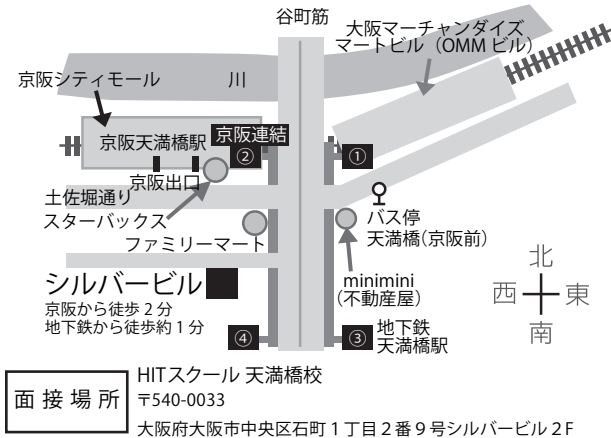 谷町筋
大阪マーチャンダイズ
マートビル（OMM ビル）
京阪シティモール
川
京阪天満橋駅
京阪連結
②
①
京阪出口
土佐堀通り
スターバックス
バス停
天満橋(京阪前)
ファミリーマート
minimini
(不動産屋)
北
西 東
南
シルバービル
京阪から徒歩 2 分
地下鉄から徒歩約 1 分
④
③
地下鉄
天満橋駅
面接場所
HITスクール 天満橋校
〒540-0033
大阪府大阪市中央区石町 1 丁目 2 番 9 号シルバービル 2 F